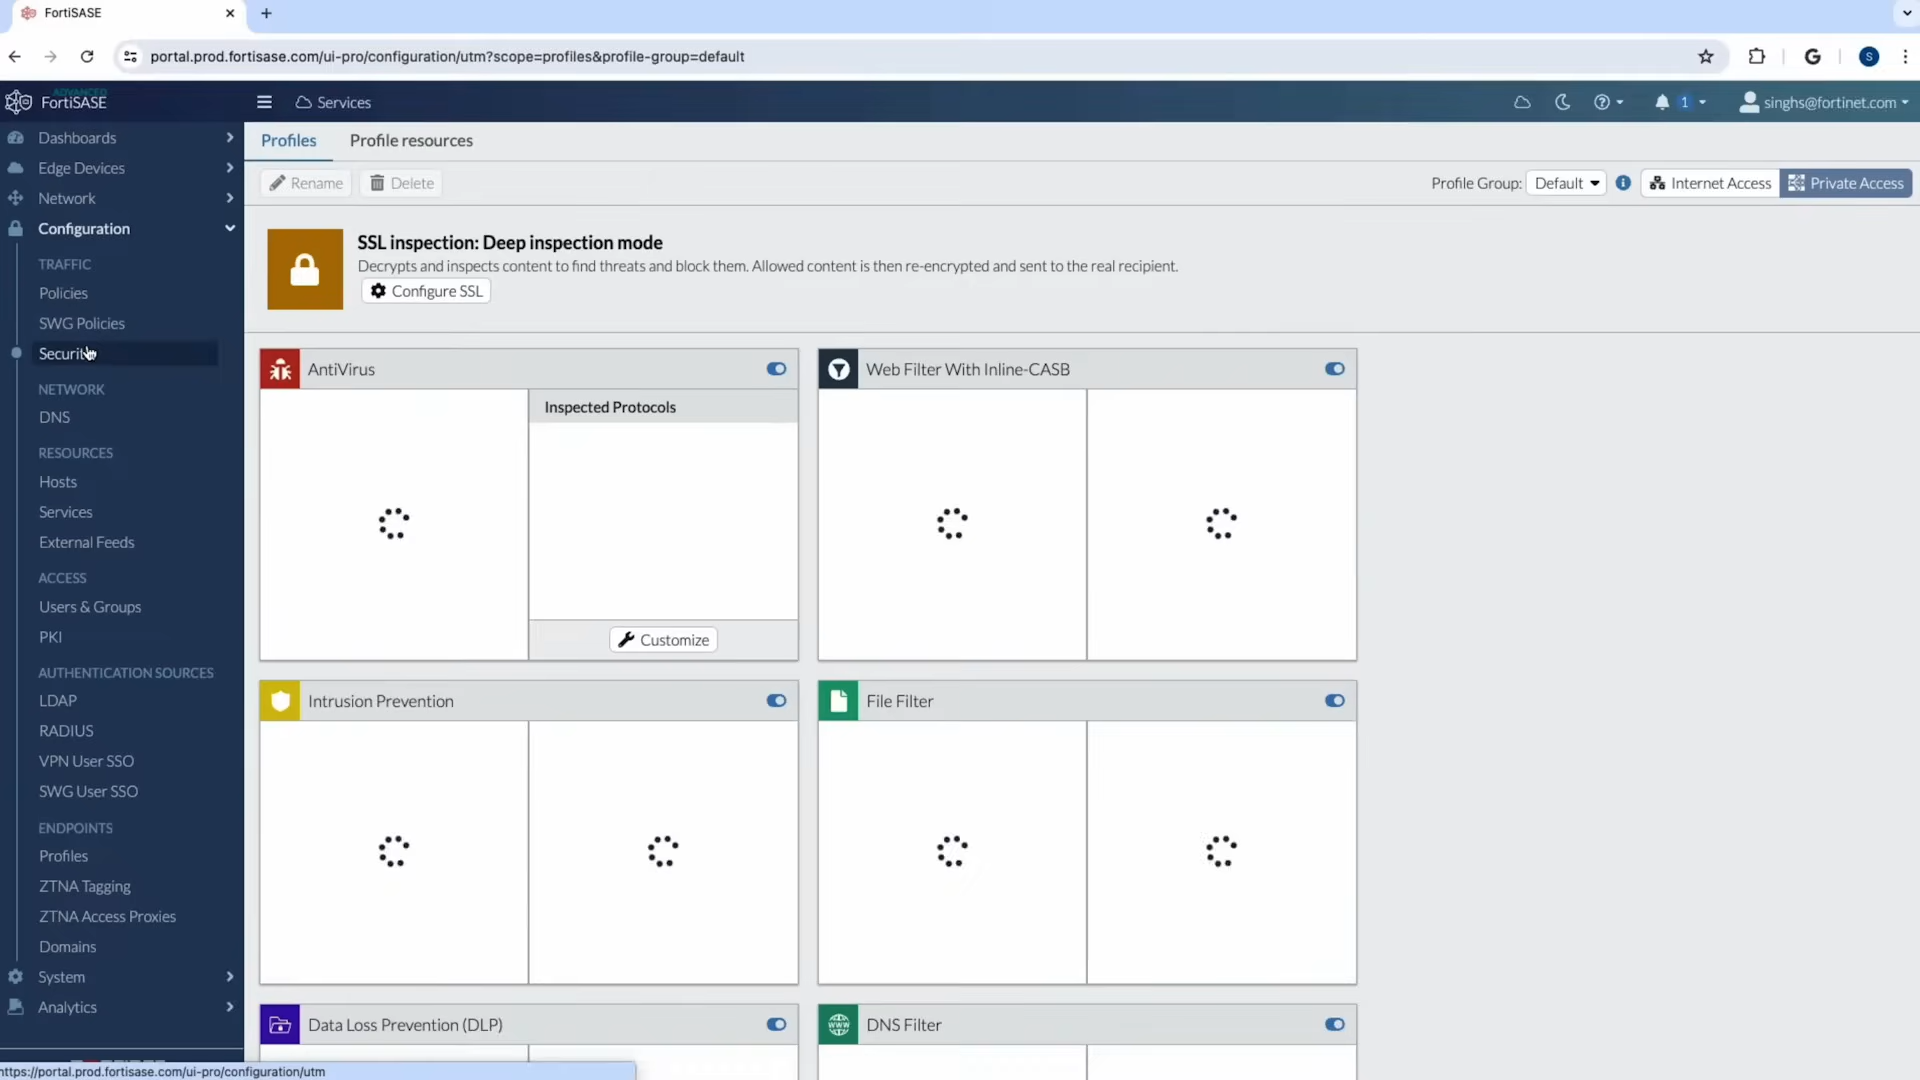 FortiSASE
portal.prod.fortisase.com/ui-pro/configuration/utm?scope=profiles&profile-group=default
G
S
ADVANCED
FortiSASE
Services
1
singhs@fortinet.com
Dashboards
Edge Devices
Network
Configuration
TRAFFIC
Policies
SWG Policies
Security
NETWORK
DNS
RESOURCES
Hosts
Services
External Feeds
ACCESS
Users & Groups
PKI
AUTHENTICATION SOURCES
LDAP
RADIUS
VPN User SSO
SWG User SSO
ENDPOINTS
Profiles
ZTNA Tagging
ZTNA Access Proxies
Domains
System
Analytics
Profiles Profile resources
Rename Delete Profile Group: Default Internet Access Private Access
SSL inspection: Deep inspection mode
Decrypts and inspects content to find threats and block them. Allowed content is then re-encrypted and sent to the real recipient.
Configure SSL
AntiVirus
Inspected Protocols
Customize
Web Filter With Inline-CASB
Intrusion Prevention
File Filter
Data Loss Prevention (DLP)
WWW
DNS Filter
https://portal.prod.fortisase.com/ui-pro/configuration/utm